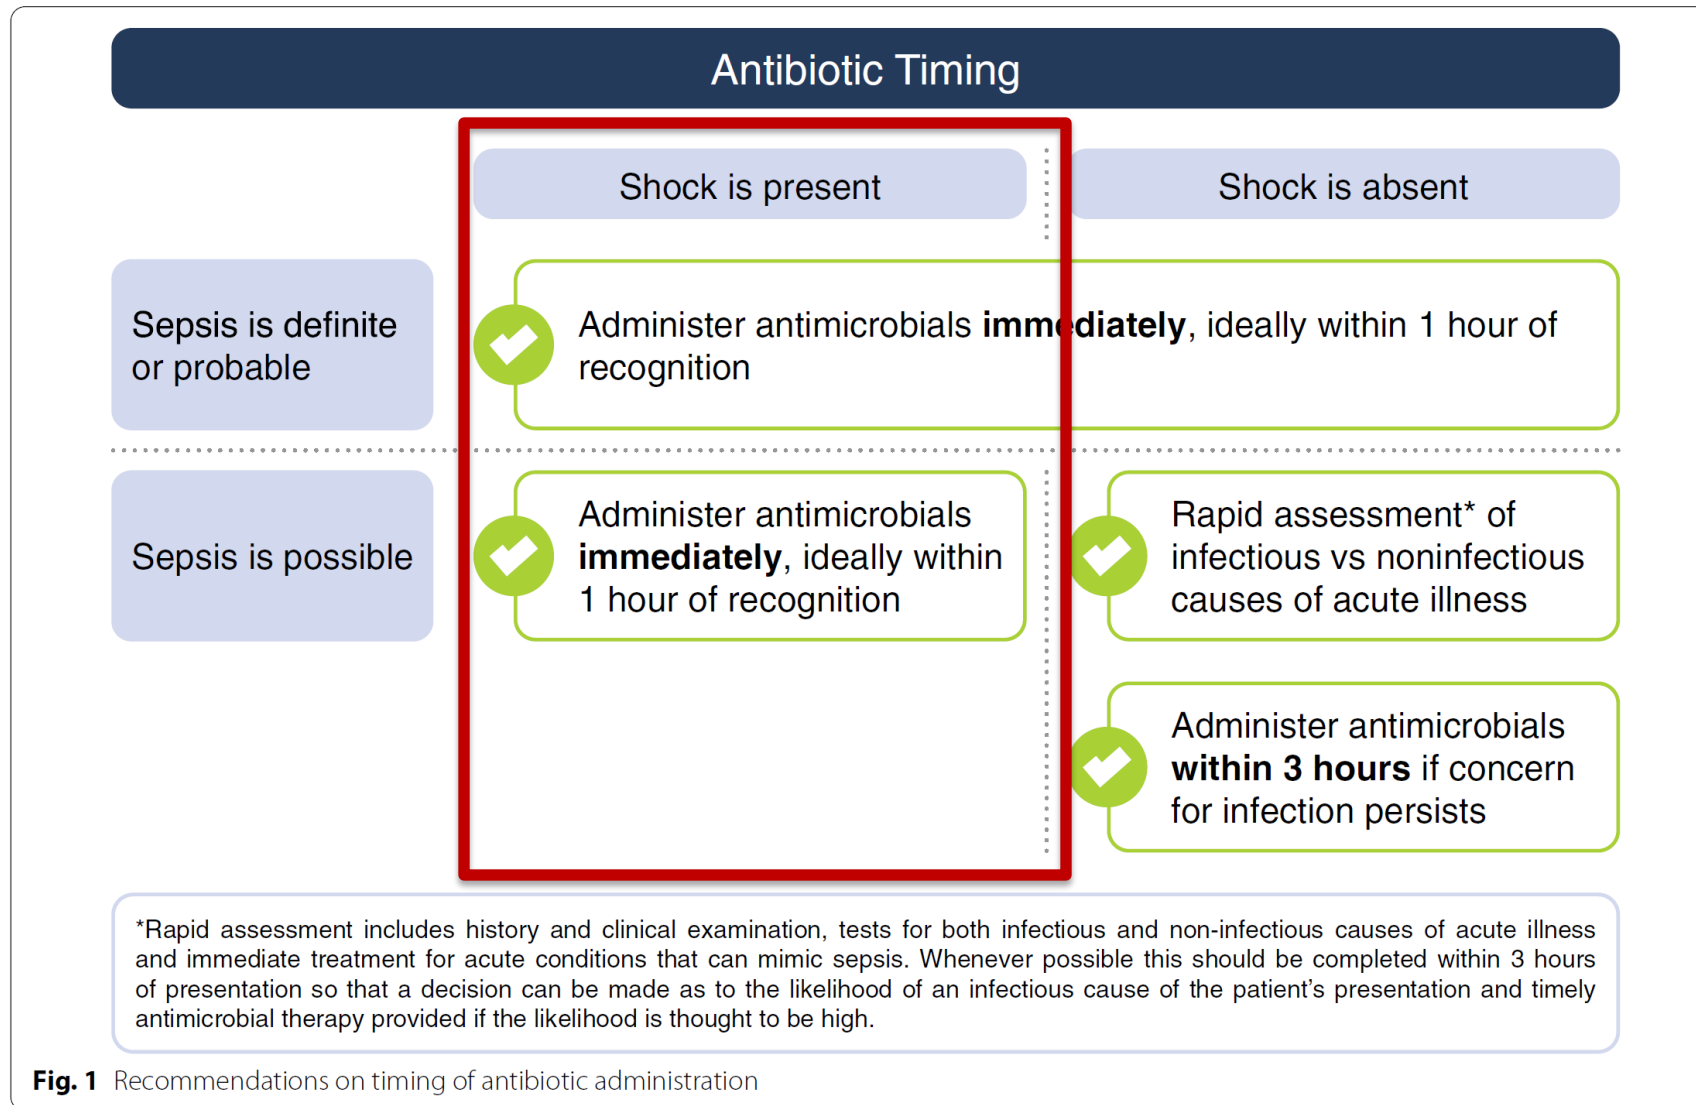 Antibiotic Timing
Shock is present
Shock is absent
Sepsis is definite
or probable
Administer antimicrobials immediately, ideally within 1 hour of
recognition
Sepsis is possible
Administer antimicrobials
immediately, ideally within
1 hour of recognition
Rapid assessment* of
infectious vs noninfectious
causes of acute illness
Administer antimicrobials
within 3 hours if concern
for infection persists
*Rapid assessment includes history and clinical examination, tests for both infectious and non-infectious causes of acute illness
and immediate treatment for acute conditions that can mimic sepsis. Whenever possible this should be completed within 3 hours
of presentation so that a decision can be made as to the likelihood of an infectious cause of the patient's presentation and timely
antimicrobial therapy provided if the likelihood is thought to be high.
Fig. 1 Recommendations on timing of antibiotic administration